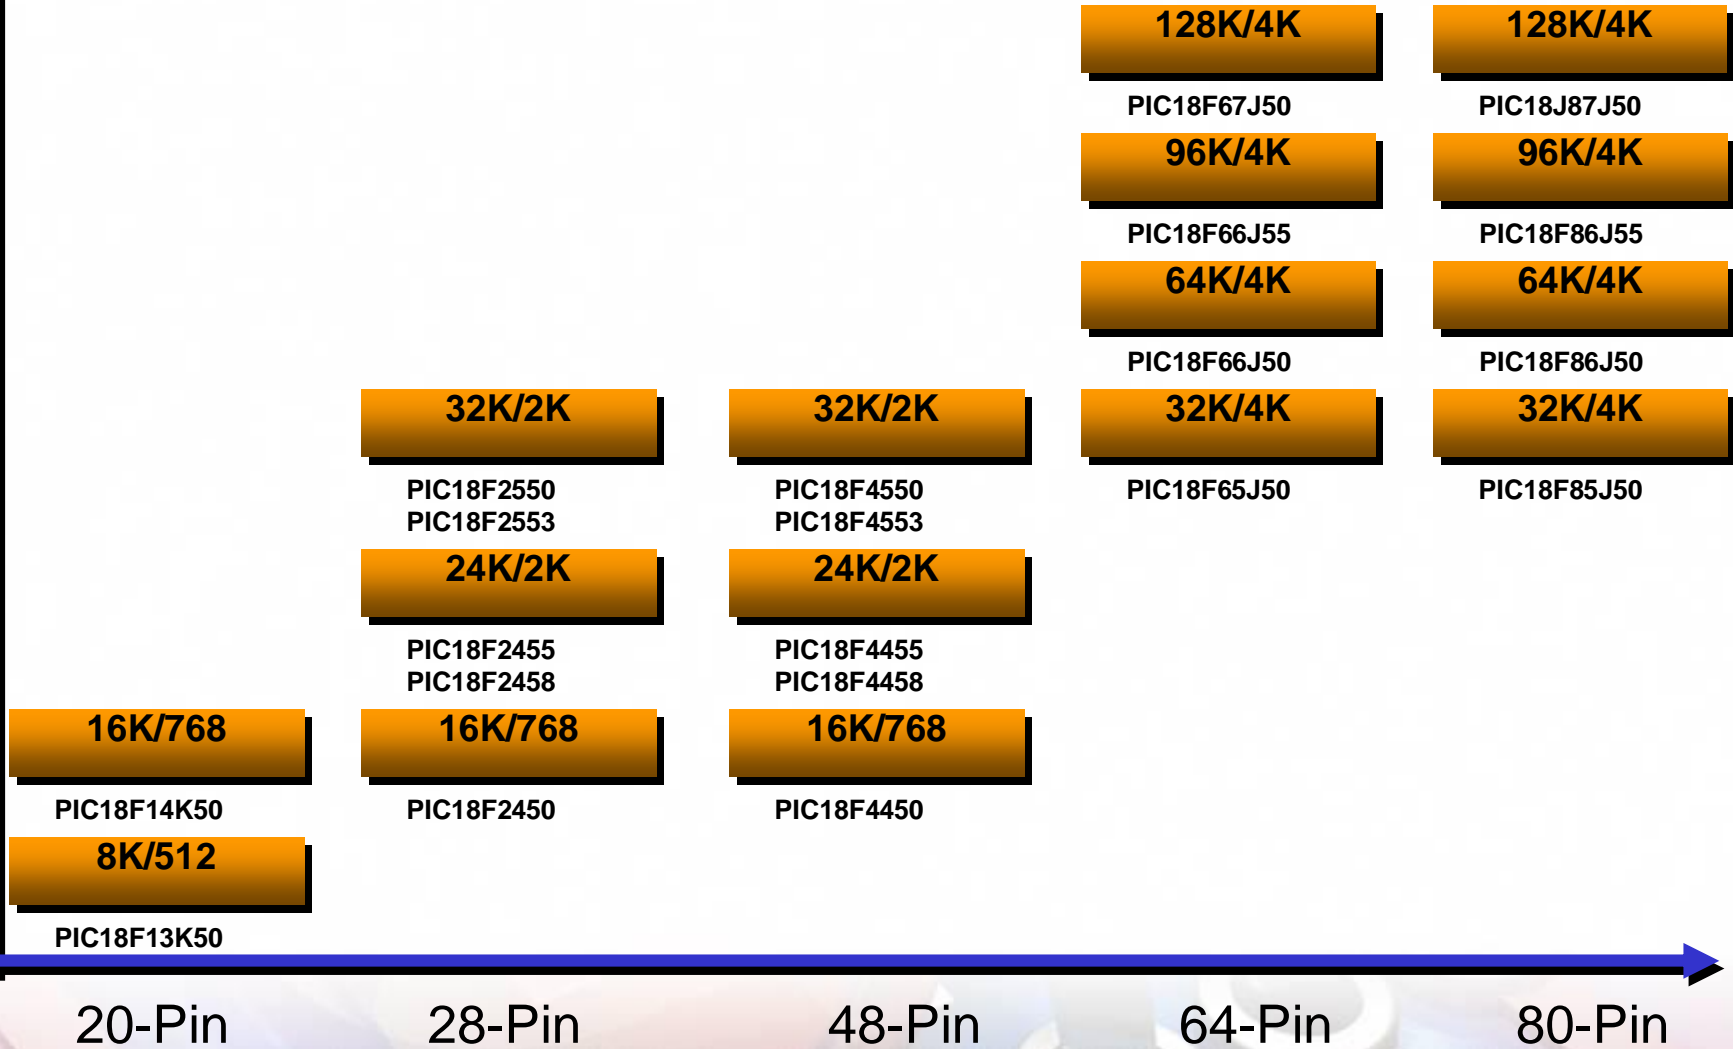 128K/4K 128K/4K
PIC18F67J50 PIC18J87J50
96K/4K 96K/4K
PIC18F66J55 PIC18F86J55
64K/4K 64K/4K
PIC18F66J50 PIC18F86J50
32K/2K 32K/2K 32K/4K 32K/4K
PIC18F2550 PIC18F4550 PIC18F65J50 PIC18F85J50
PIC18F2553 PIC18F4553
24K/2K 24K/2K
PIC18F2455 PIC18F4455
PIC18F2458 PIC18F4458
16K/768 16K/768 16K/768
PIC18F14K50 PIC18F2450 PIC18F4450
8K/512
PIC18F13K50
20-Pin 28-Pin 48-Pin 64-Pin 80-Pin